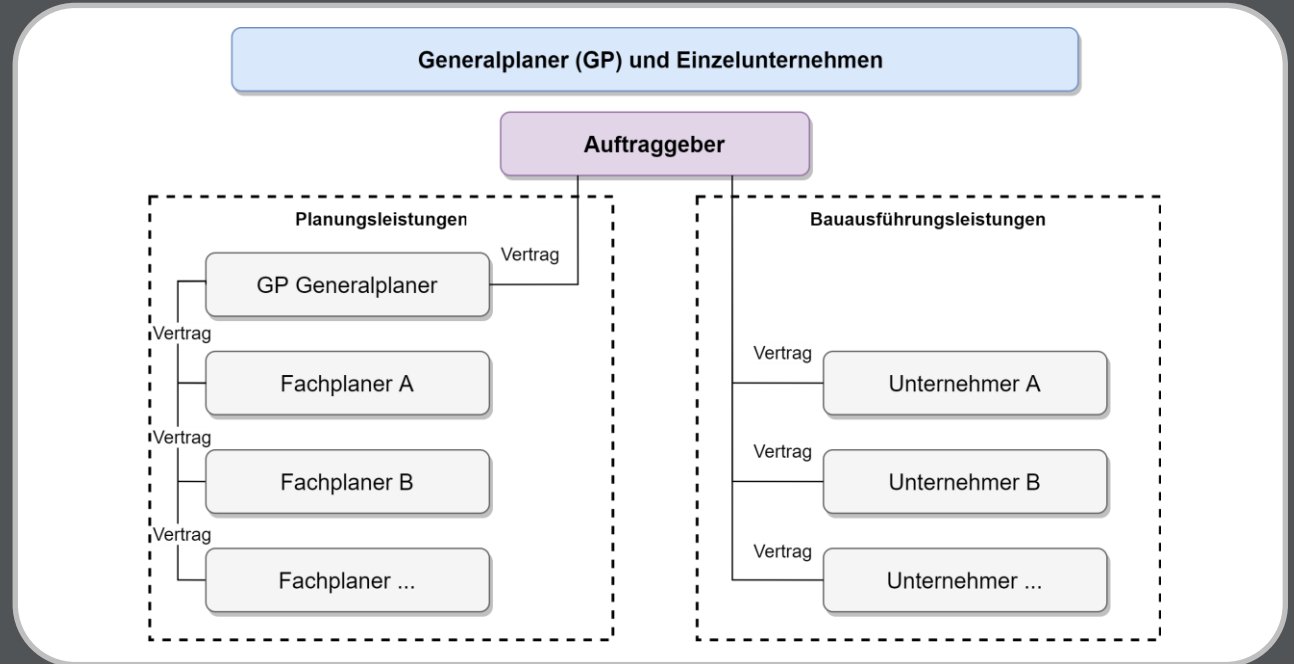 Generalplaner (GP) und Einzelunternehmen
Auftraggeber
Planungsleistungen
Vertrag
GP Generalplaner
Vertrag
Fachplaner A
Vertrag
Fachplaner B
Vertrag
Fachplaner ...
Bauausführungsleistungen
Vertrag
Unternehmer A
Vertrag
Unternehmer B
Vertrag
Unternehmer ...